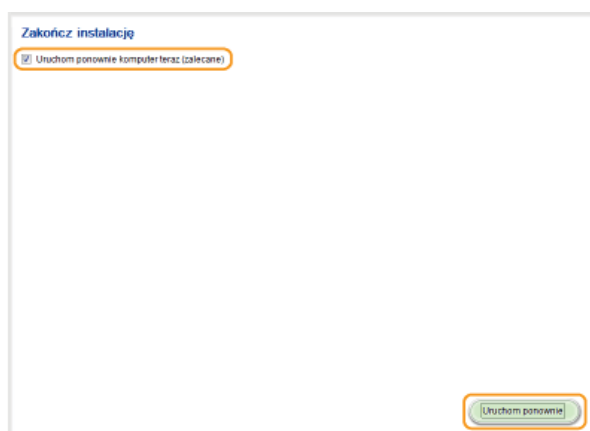 Zakończ instalację
Uruchom ponownie komputer teraz (zalecane)
Uruchom ponownie